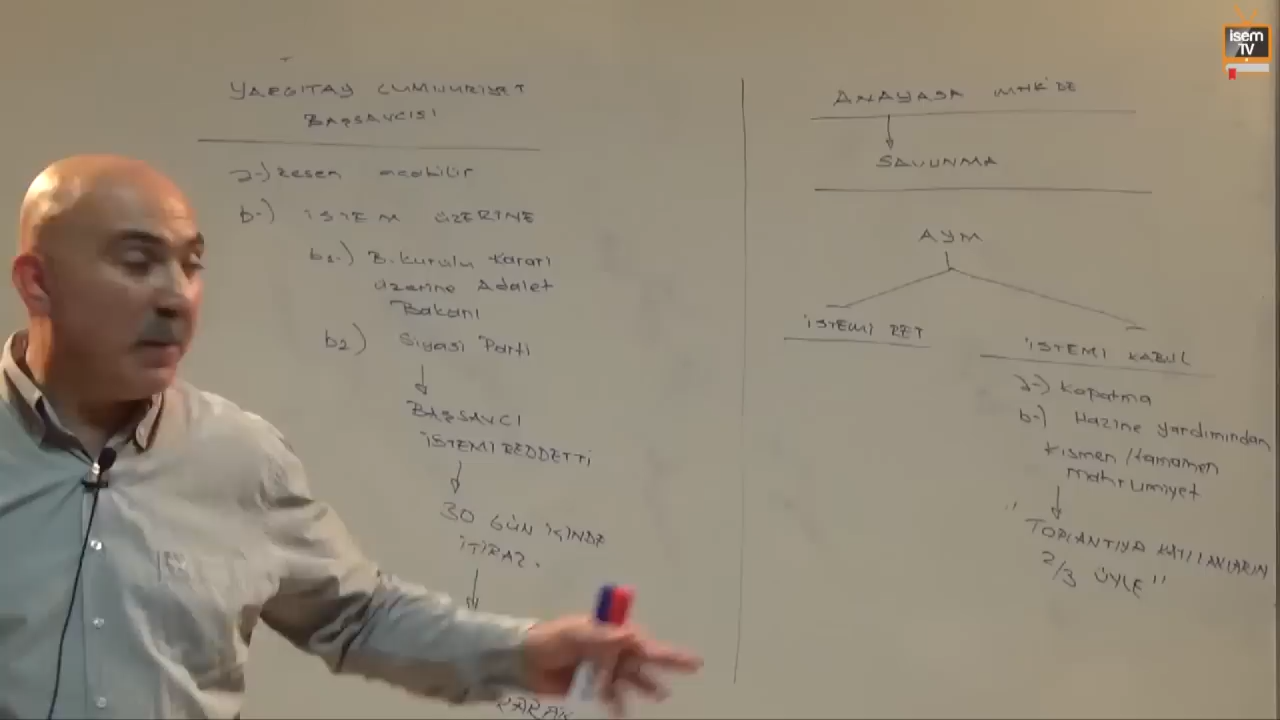 YARGITAY CUMHURİYET
BAŞSAVCISI
a-) resen acabilir
b-) İSTEM ÜZERİNE
b1-) B. kurulu kararı
üzerine Adalet
Bakanı
b2) Siyasi Parti
BAŞSAVCI
İSTEMİ REDDETTİ
30 GÜN İÇİNDE
İTİRAZ.
ANAYASA MHK'DE
SAVUNMA
AYM
İSTEMİ RET
İSTEMİ KABUL
a-) Kapatma
b-) Hazine yardımından
kısmen/tamamen
mahrumiyet
"TOPLANTIYA KATILANLARIN
2/3 ÜYLE"
isem
TV